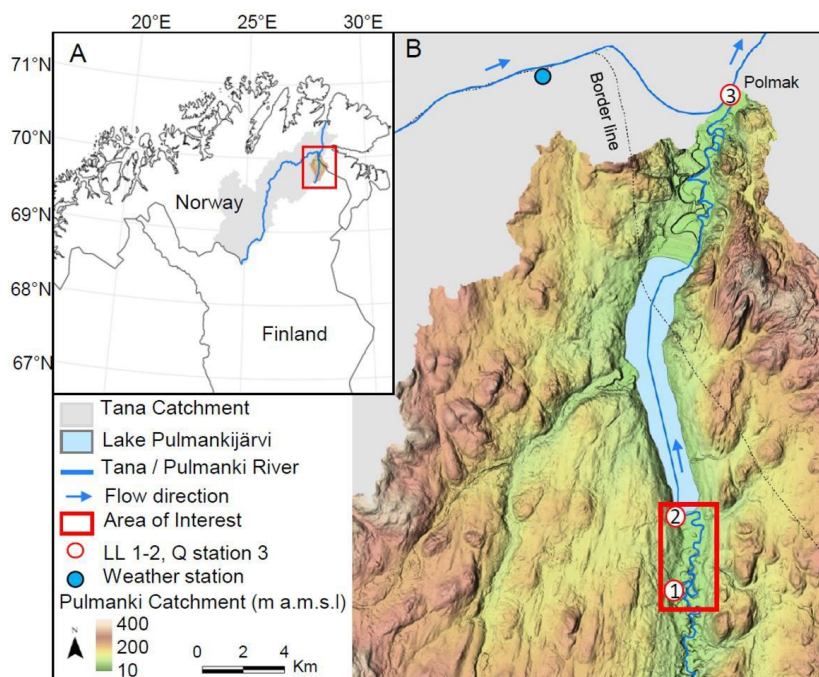 20°E 25°E 30°E
A
71°N
70°N
69°N
68°N
67°N
Norway
Finland
B
Border line
3
Polmak
2
1
Tana Catchment
Lake Pulmankijärvi
Tana / Pulmanki River
Flow direction
Area of Interest
LL 1-2, Q station 3
Weather station
Pulmanki Catchment (m a.m.s.l)
N
400
200
10
0 2 4
Km